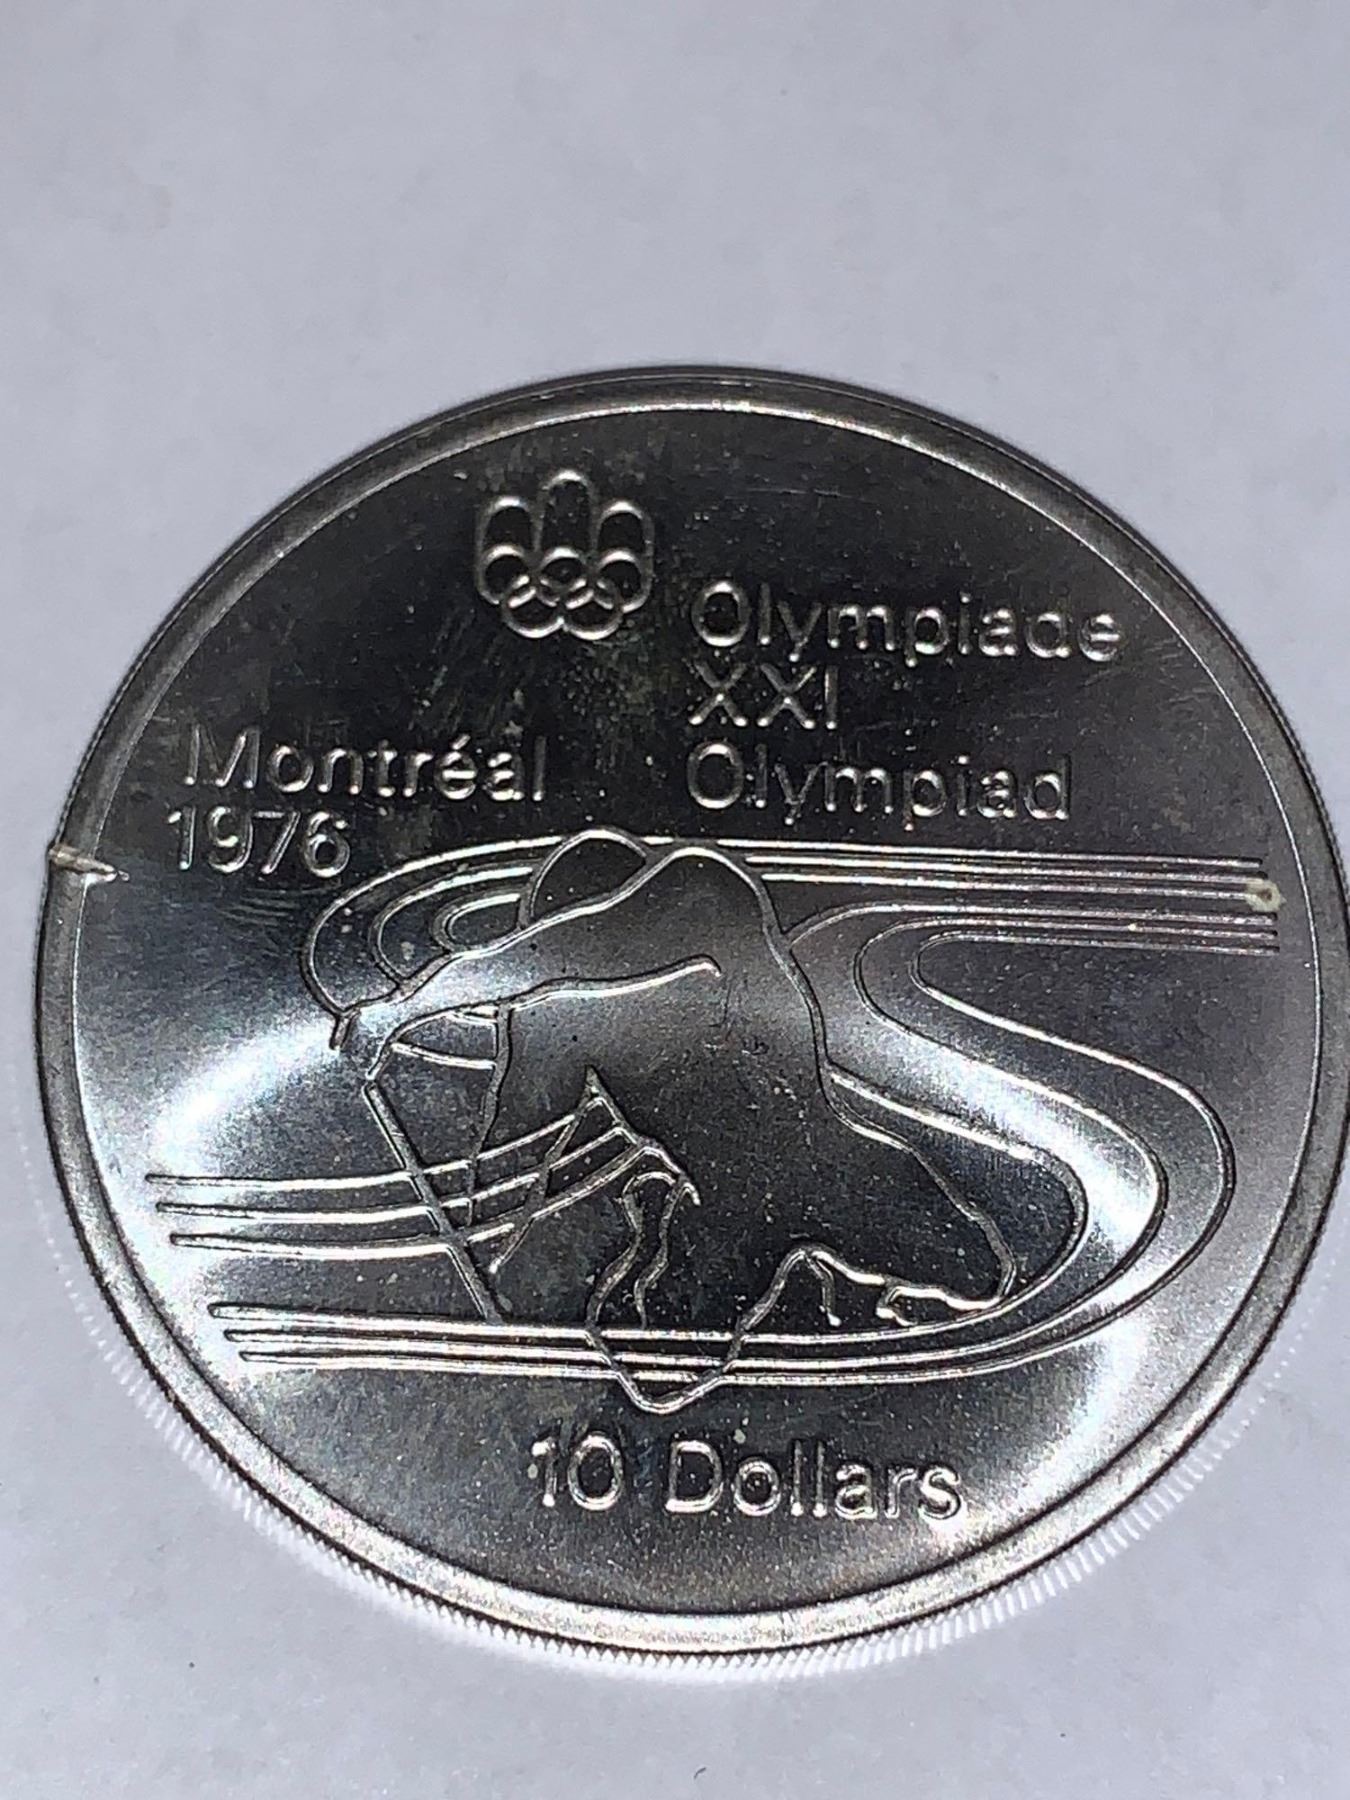 Olympiade
XXI
Olympiad
Montréal
1976
10 Dollars